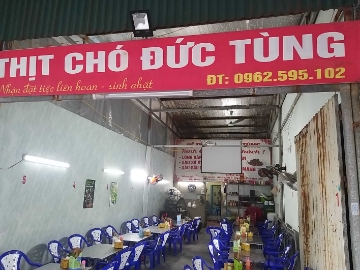 THỊT CHÓ ĐỨC TÙNG
Nhận đặt tiệc liên hoan - sinh nhật
ĐT: 0962.595.102